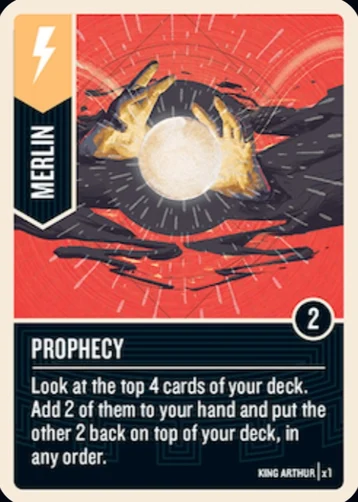 MERLIN
2
PROPHECY
Look at the top 4 cards of your deck.
Add 2 of them to your hand and put the
other 2 back on top of your deck, in
any order.
KING ARTHUR | x1